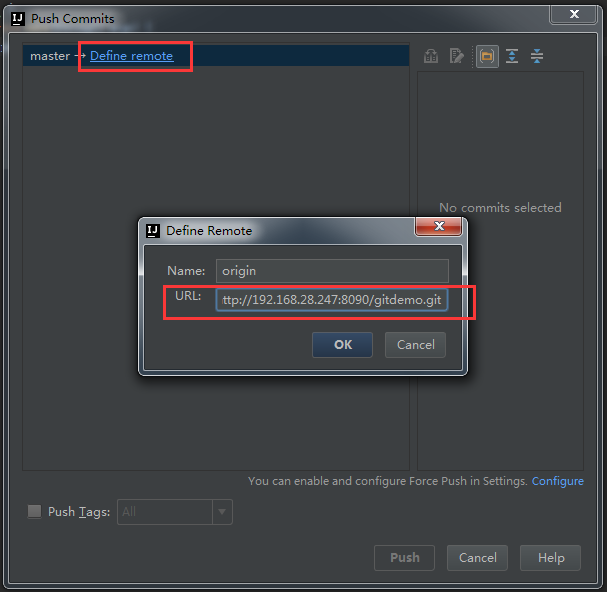 IJ Push Commits
master → Define remote
No commits selected
IJ Define Remote
Name: origin
URL: ttp://192.168.28.247:8090/gitdemo.git
OK Cancel
You can enable and configure Force Push in Settings. Configure
Push Tags: All
Push Cancel Help